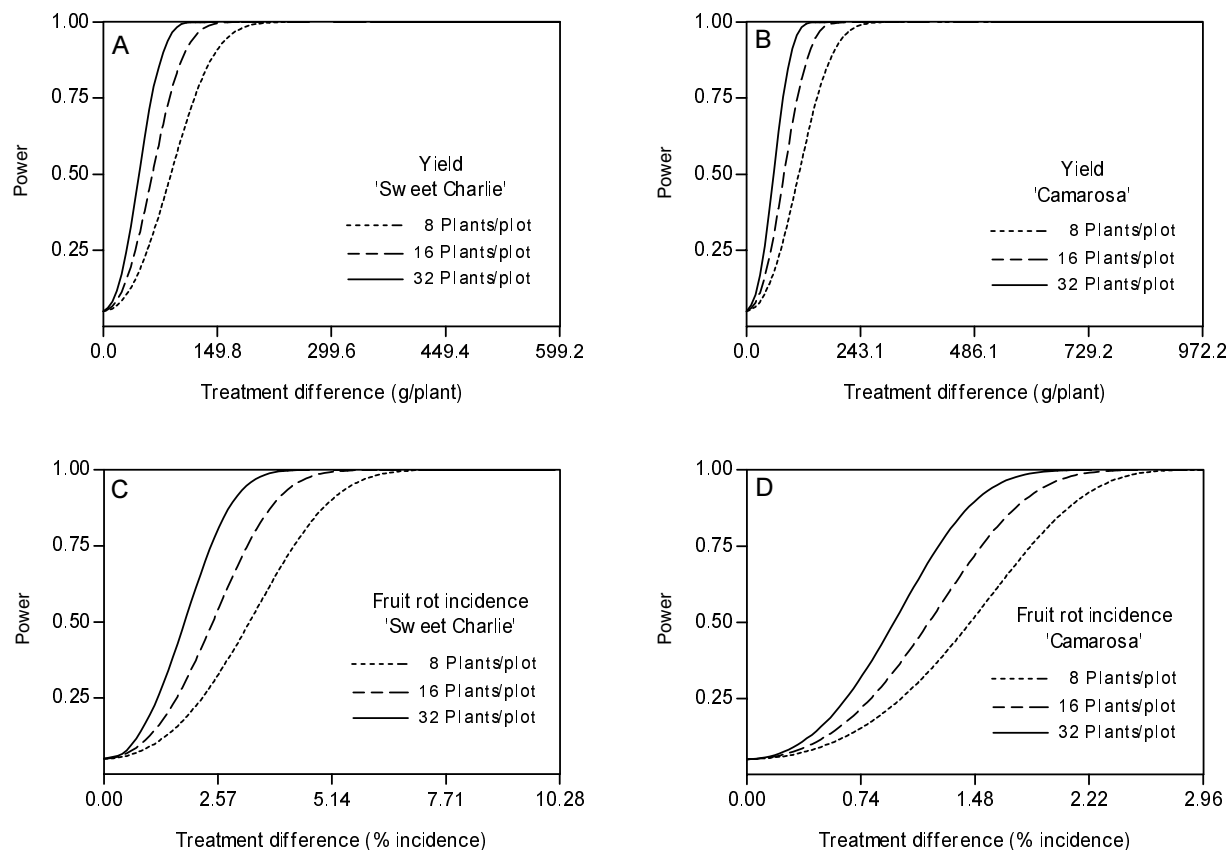 A
1.00
0.75
0.50
0.25
Power
Yield
'Sweet Charlie'
8 Plants/plot
16 Plants/plot
32 Plants/plot
0.0 149.8 299.6 449.4 599.2
Treatment difference (g/plant)
B
1.00
0.75
0.50
0.25
Power
Yield
'Camarosa'
8 Plants/plot
16 Plants/plot
32 Plants/plot
0.0 243.1 486.1 729.2 972.2
Treatment difference (g/plant)
C
1.00
0.75
0.50
0.25
Power
Fruit rot incidence
'Sweet Charlie'
8 Plants/plot
16 Plants/plot
32 Plants/plot
0.00 2.57 5.14 7.71 10.28
Treatment difference (% incidence)
D
1.00
0.75
0.50
0.25
Power
Fruit rot incidence
'Camarosa'
8 Plants/plot
16 Plants/plot
32 Plants/plot
0.00 0.74 1.48 2.22 2.96
Treatment difference (% incidence)